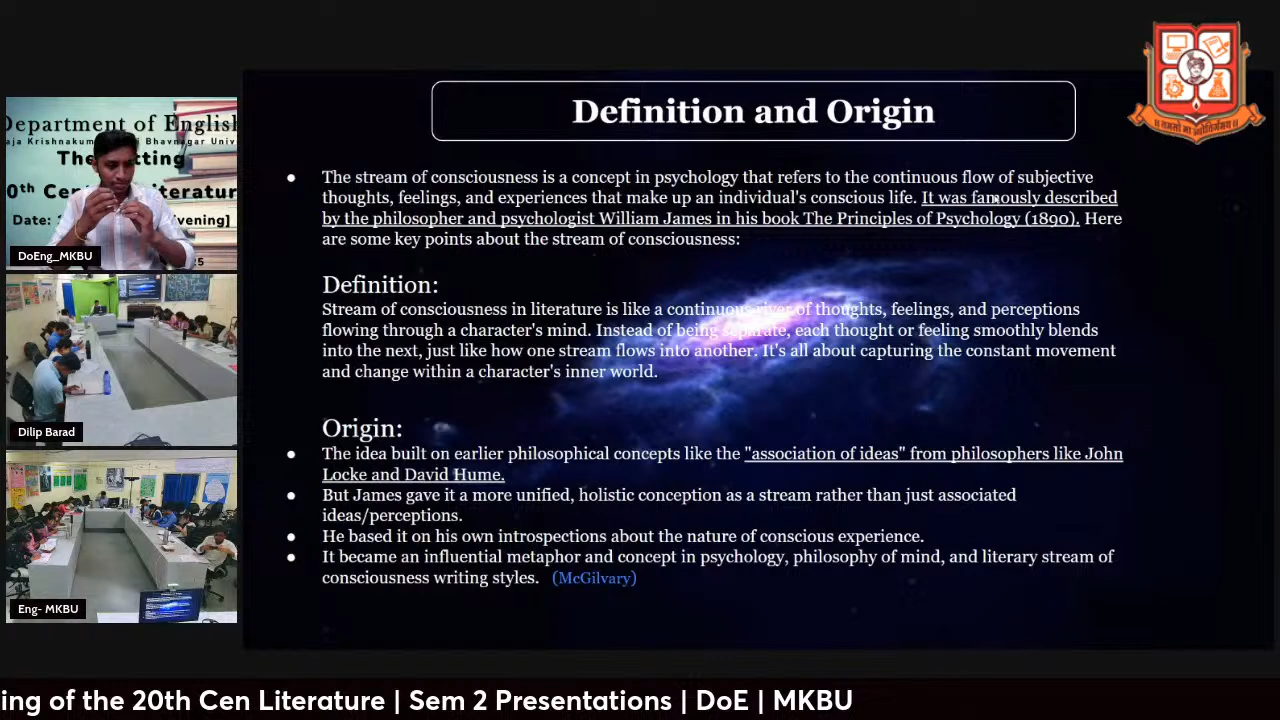 Definition and Origin
The stream of consciousness is a concept in psychology that refers to the continuous flow of subjective
thoughts, feelings, and experiences that make up an individual's conscious life. It was famously described
by the philosopher and psychologist William James in his book The Principles of Psychology (1890). Here
are some key points about the stream of consciousness:
Definition:
Stream of consciousness in literature is like a continuous river of thoughts, feelings, and perceptions
flowing through a character's mind. Instead of being separate, each thought or feeling smoothly blends
into the next, just like how one stream flows into another. It's all about capturing the constant movement
and change within a character's inner world.
Origin:
The idea built on earlier philosophical concepts like the "association of ideas" from philosophers like John
Locke and David Hume.
But James gave it a more unified, holistic conception as a stream rather than just associated
ideas/perceptions.
He based it on his own introspections about the nature of conscious experience.
It became an influential metaphor and concept in psychology, philosophy of mind, and literary stream of
consciousness writing styles. (McGilvary)
Department of English
Date:
DoEng_MKBU
Dilip Barad
Eng- MKBU
ing of the 20th Cen Literature | Sem 2 Presentations | DoE | MKBU